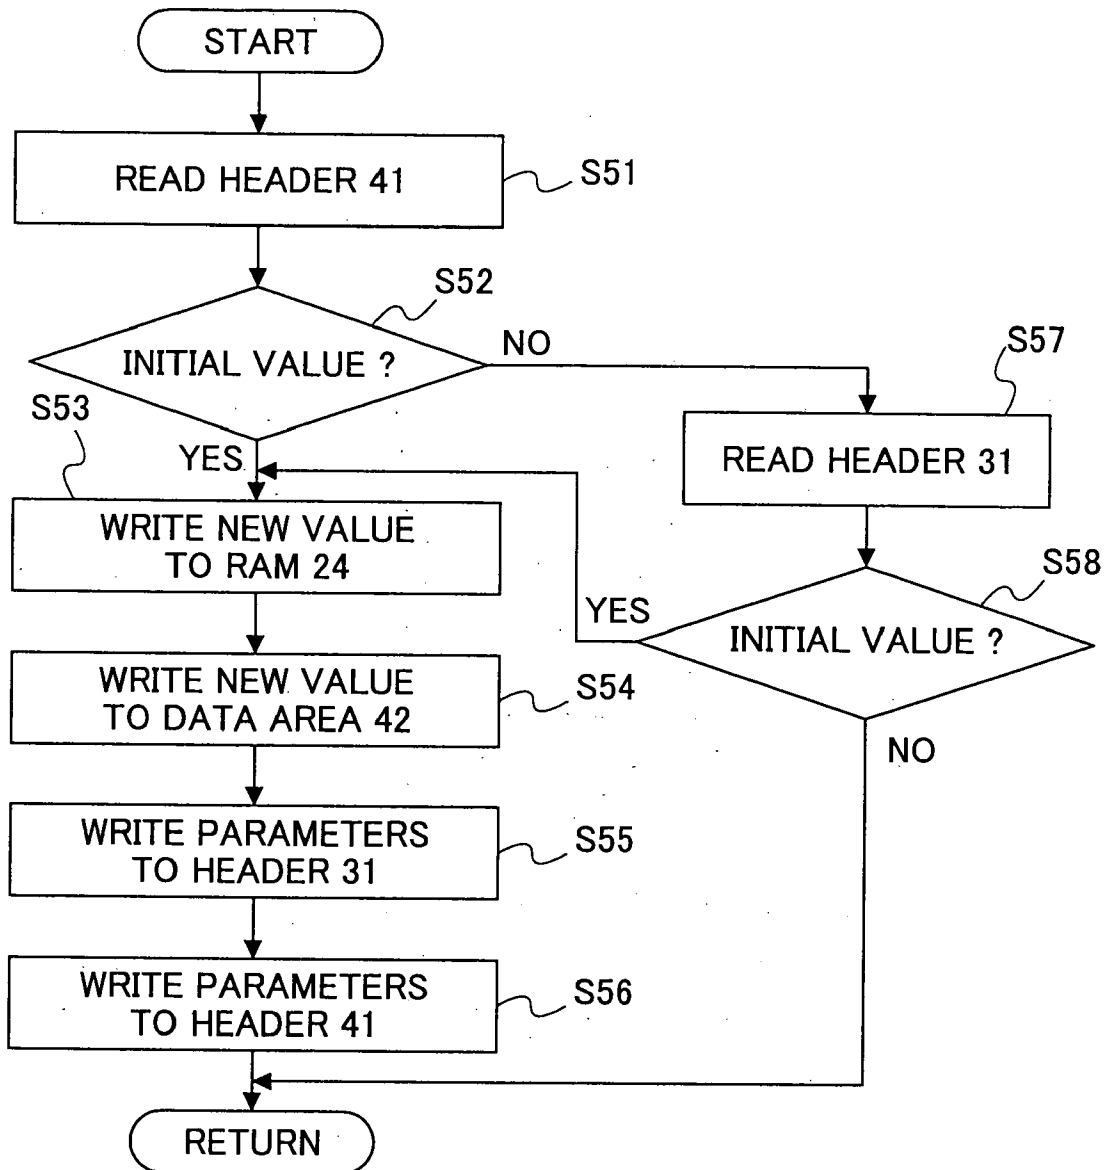 START
READ HEADER 41
S51
S52
INITIAL VALUE ?
NO
S57
READ HEADER 31
S53
YES
WRITE NEW VALUE
TO RAM 24
S58
YES
INITIAL VALUE ?
NO
WRITE NEW VALUE
TO DATA AREA 42
S54
WRITE PARAMETERS
TO HEADER 31
S55
WRITE PARAMETERS
TO HEADER 41
S56
RETURN